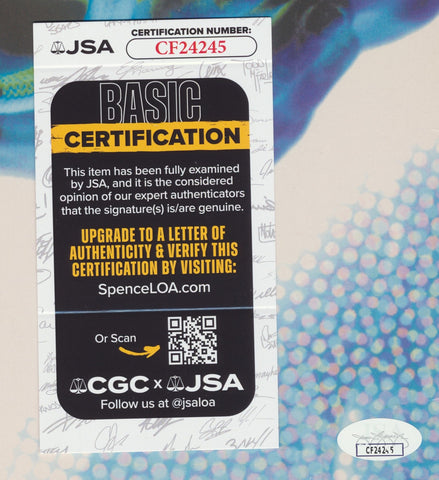 JSA
CERTIFICATION NUMBER:
CF24245
BASIC
CERTIFICATION
This item has been fully examined
by JSA, and it is the considered
opinion of our expert authenticators
that the signature(s) is/are genuine.
UPGRADE TO A LETTER OF
AUTHENTICITY & VERIFY THIS
CERTIFICATION BY VISITING:
SpenceLOA.com
Or Scan
CGC x JSA
Follow us at @jsaloa
CF24245